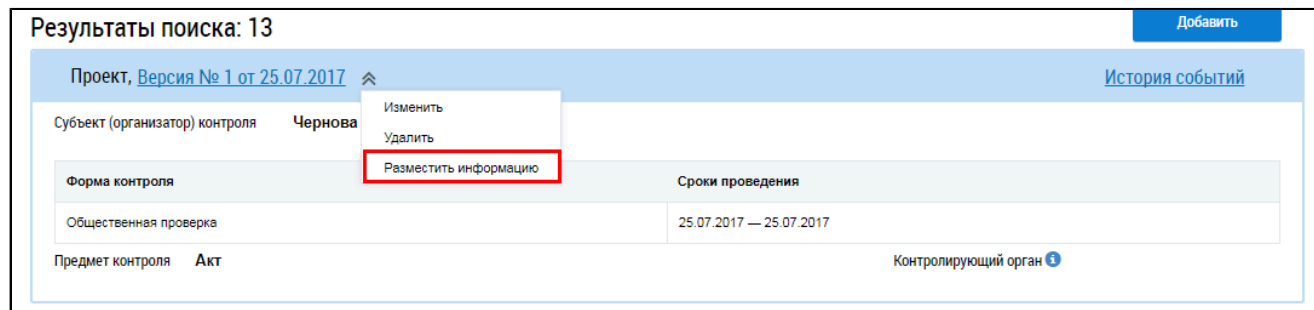 Результаты поиска: 13
Добавить
Проект, Версия № 1 от 25.07.2017
История событий
Изменить
Субъект (организатор) контроля Чернова
Удалить
Разместить информацию
Форма контроля Сроки проведения
Общественная проверка 25.07.2017 — 25.07.2017
Предмет контроля Акт Контролирующий орган